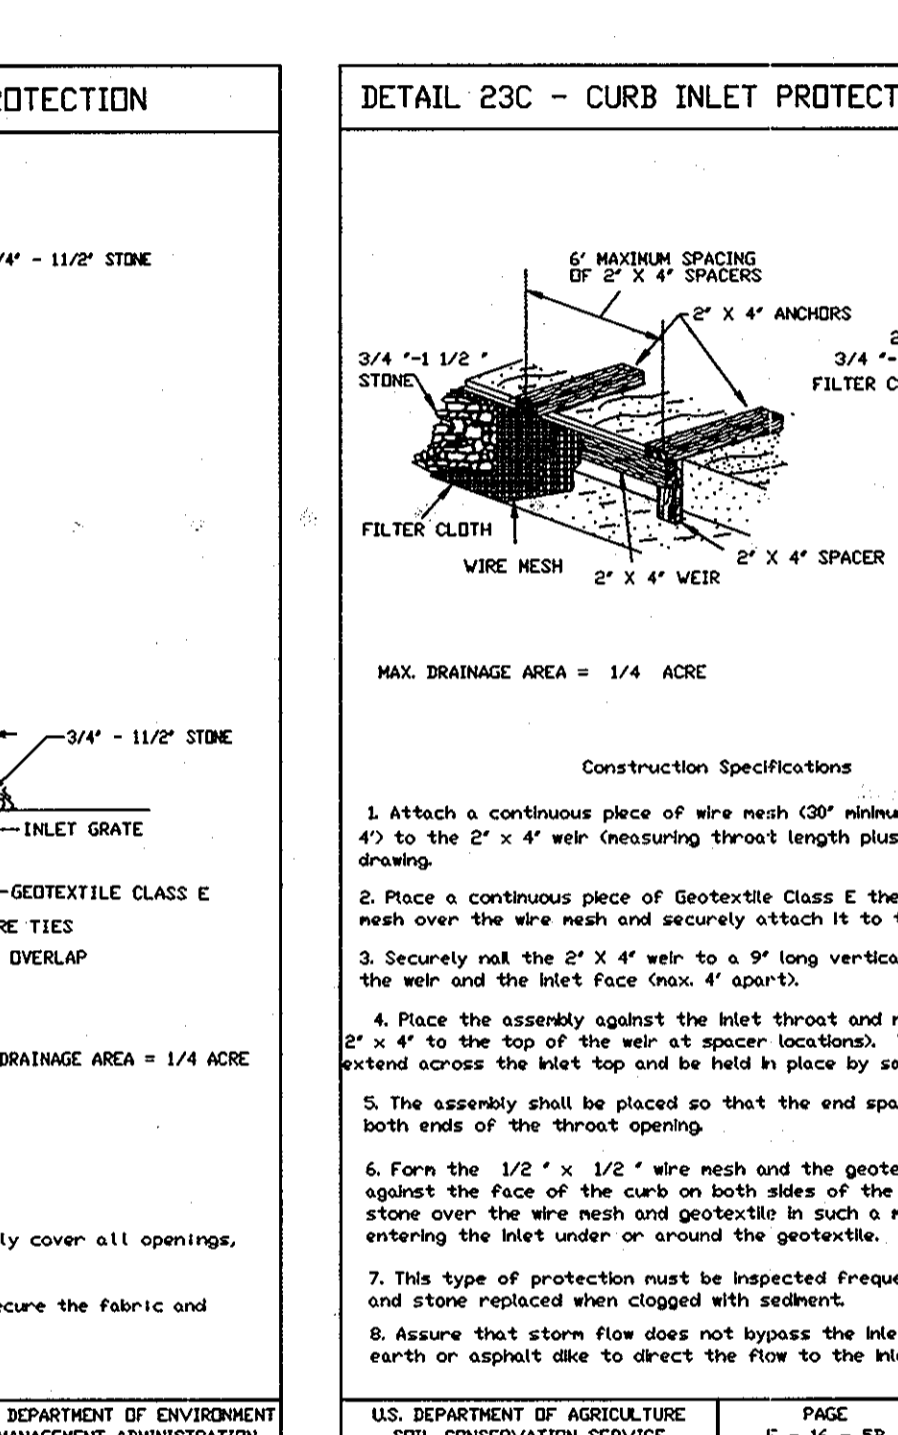 OTECTION
/4" - 11/2" STONE
3/4" - 11/2" STONE
INLET GRATE
GEOTEXTILE CLASS E
RE TIES
OVERLAP
DRAINAGE AREA = 1/4 ACRE
ly cover all openings,
ecure the fabric and
DEPARTMENT OF ENVIRONMENT
MANAGEMENT ADMINISTRATION
DETAIL 23C - CURB INLET PROTECT
6' MAXIMUM SPACING
OF 2" X 4" SPACERS
2" X 4" ANCHORS
2
3/4 "-1 1/2 "
STONE
3/4 "-
FILTER C
FILTER CLOTH
WIRE MESH
2" X 4" WEIR
2" X 4" SPACER
MAX. DRAINAGE AREA = 1/4 ACRE
Construction Specifications
1. Attach a continuous piece of wire mesh (30" minimu
4') to the 2" x 4" weir (measuring throat length plus
drawing.
2. Place a continuous piece of Geotextile Class E the
mesh over the wire mesh and securely attach it to t
3. Securely nail the 2" X 4" weir to a 9" long vertica
the weir and the inlet face (max. 4' apart).
4. Place the assembly against the inlet throat and n
2" x 4" to the top of the weir at spacer locations).
extend across the inlet top and be held in place by sa
5. The assembly shall be placed so that the end spa
both ends of the throat opening.
6. Form the 1/2 " x 1/2 " wire mesh and the geote
against the face of the curb on both sides of the
stone over the wire mesh and geotextile in such a m
entering the inlet under or around the geotextile.
7. This type of protection must be inspected freque
and stone replaced when clogged with sediment.
8. Assure that storm flow does not bypass the inle
earth or asphalt dike to direct the flow to the inl
U.S. DEPARTMENT OF AGRICULTURE
SOIL CONSERVATION SERVICE
PAGE
E - 16 - 5B